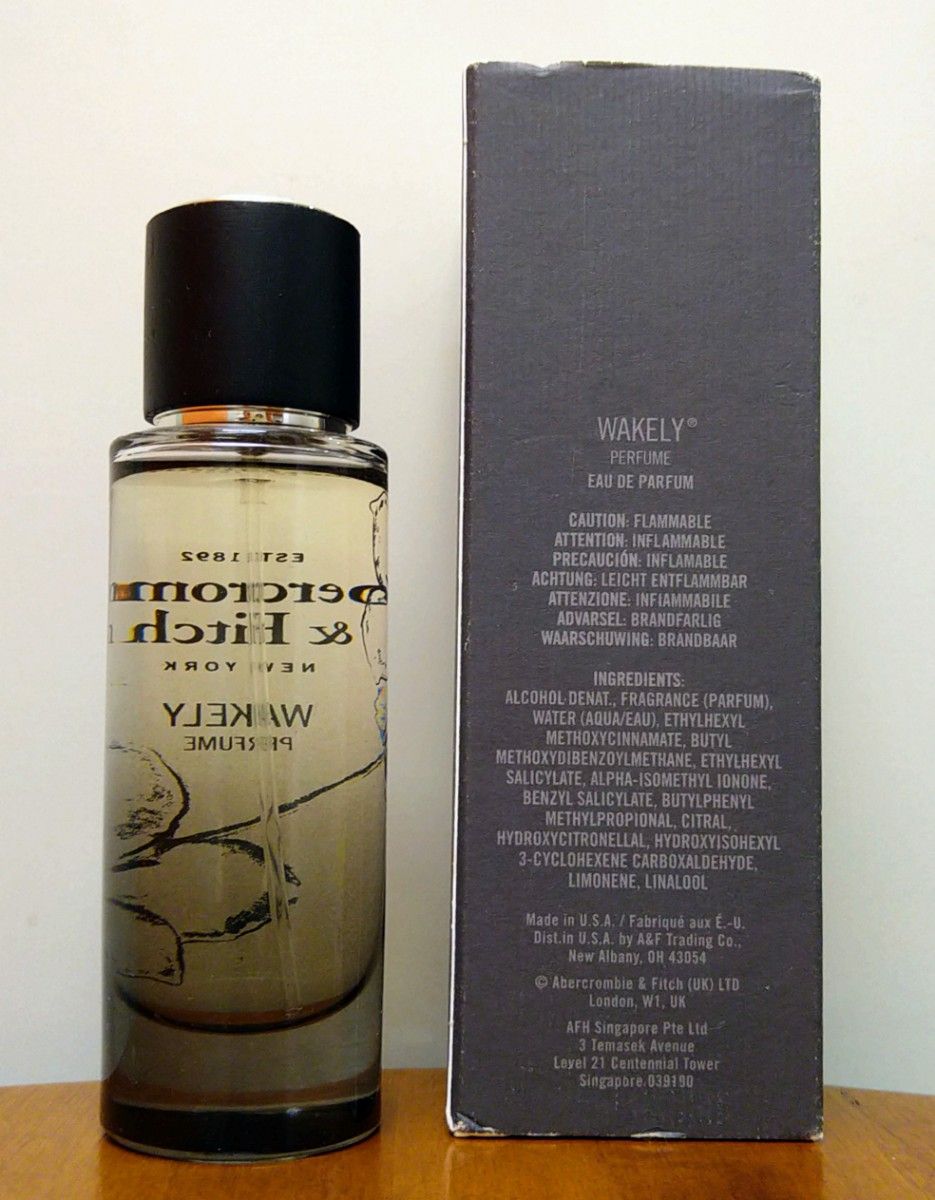 EST. 1892
Abercrombie
& Fitch
NEW YORK
WAKELY
PERFUME
WAKELY®
PERFUME
EAU DE PARFUM
CAUTION: FLAMMABLE
ATTENTION: INFLAMMABLE
PRECAUCIÓN: INFLAMABLE
ACHTUNG: LEICHT ENTFLAMMBAR
ATTENZIONE: INFIAMMABILE
ADVARSEL: BRANDFARLIG
WAARSCHUWING: BRANDBAAR
INGREDIENTS:
ALCOHOL DENAT., FRAGRANCE (PARFUM),
WATER (AQUA/EAU), ETHYLHEXYL
METHOXYCINNAMATE, BUTYL
METHOXYDIBENZOYLMETHANE, ETHYLHEXYL
SALICYLATE, ALPHA-ISOMETHYL IONONE,
BENZYL SALICYLATE, BUTYLPHENYL
METHYLPROPIONAL, CITRAL,
HYDROXYCITRONELLAL, HYDROXYISOHEXYL
3-CYCLOHEXENE CARBOXALDEHYDE,
LIMONENE, LINALOOL
Made in U.S.A. / Fabriqué aux É.-U.
Dist.in U.S.A. by A&F Trading Co.,
New Albany, OH 43054
© Abercrombie & Fitch (UK) LTD
London, W1, UK
AFH Singapore Pte Ltd
3 Temasek Avenue
Level 21 Centennial Tower
Singapore 039190